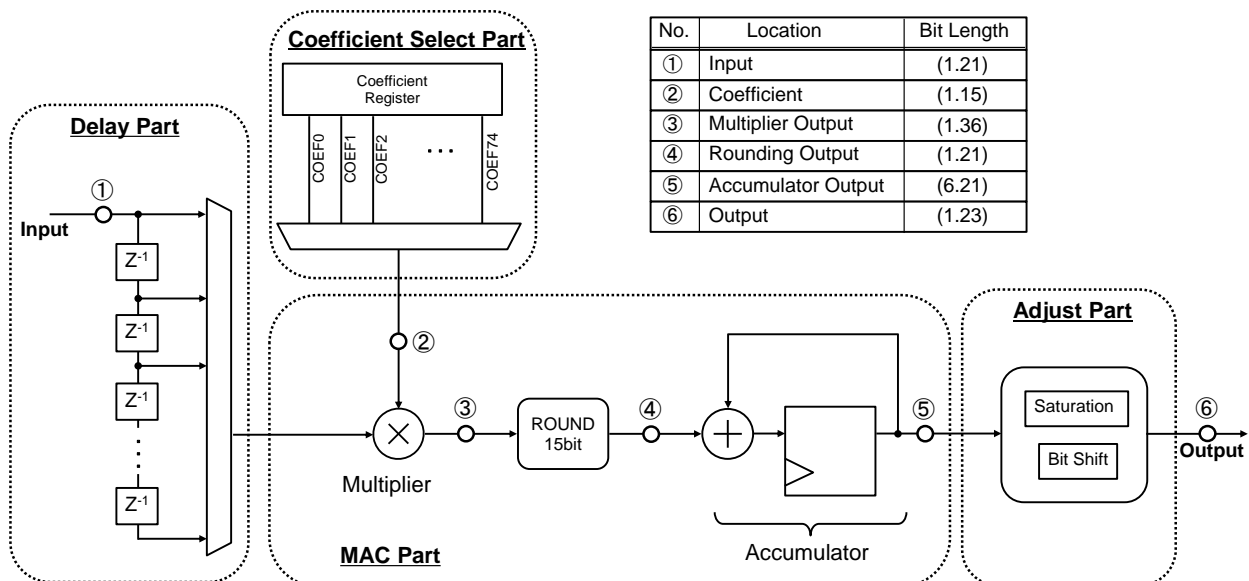 Coefficient Select Part
Coefficient
Register
COEF0
COEF1
COEF2
...
COEF74
No. Location Bit Length
① Input (1.21)
② Coefficient (1.15)
③ Multiplier Output (1.36)
④ Rounding Output (1.21)
⑤ Accumulator Output (6.21)
⑥ Output (1.23)
Delay Part
①
Input
Z-1
Z-1
Z-1
Z-1
②
③
Multiplier
ROUND
15bit
④
⑤
Accumulator
MAC Part
Adjust Part
Saturation
Bit Shift
⑥
Output